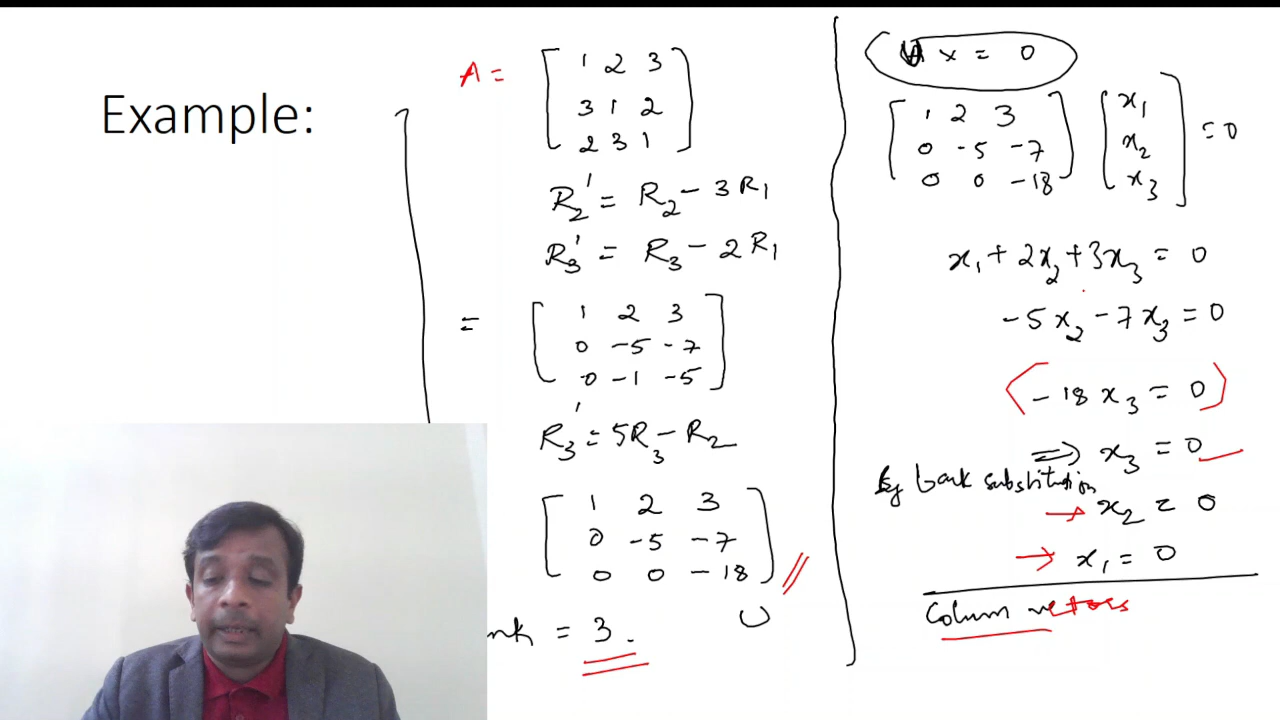 Example:
A =
[ 1 2 3
3 1 2
2 3 1 ]
R₂' = R₂ - 3R₁
R₃' = R₃ - 2R₁
= [ 1 2 3
0 -5 -7
0 -1 -5 ]
R₃' = 5R₃ - R₂
[ 1 2 3
0 -5 -7
0 0 -18 ]
U
nk = 3.
x = 0
[ 1 2 3
0 -5 -7
0 0 -18 ] [ x₁
x₂
x₃ ] = 0
x₁ + 2x₂ + 3x₃ = 0
-5x₂ - 7x₃ = 0
(-18x₃ = 0)
⇒ x₃ = 0
By back substitution
→ x₂ = 0
→ x₁ = 0
Column